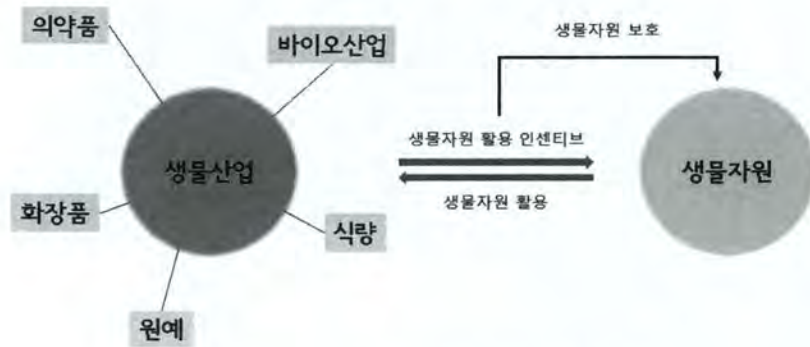 의약품
바이오산업
생물자원 보호
생물산업
생물자원 활용 인센티브
생물자원
화장품
식량
생물자원 활용
원예